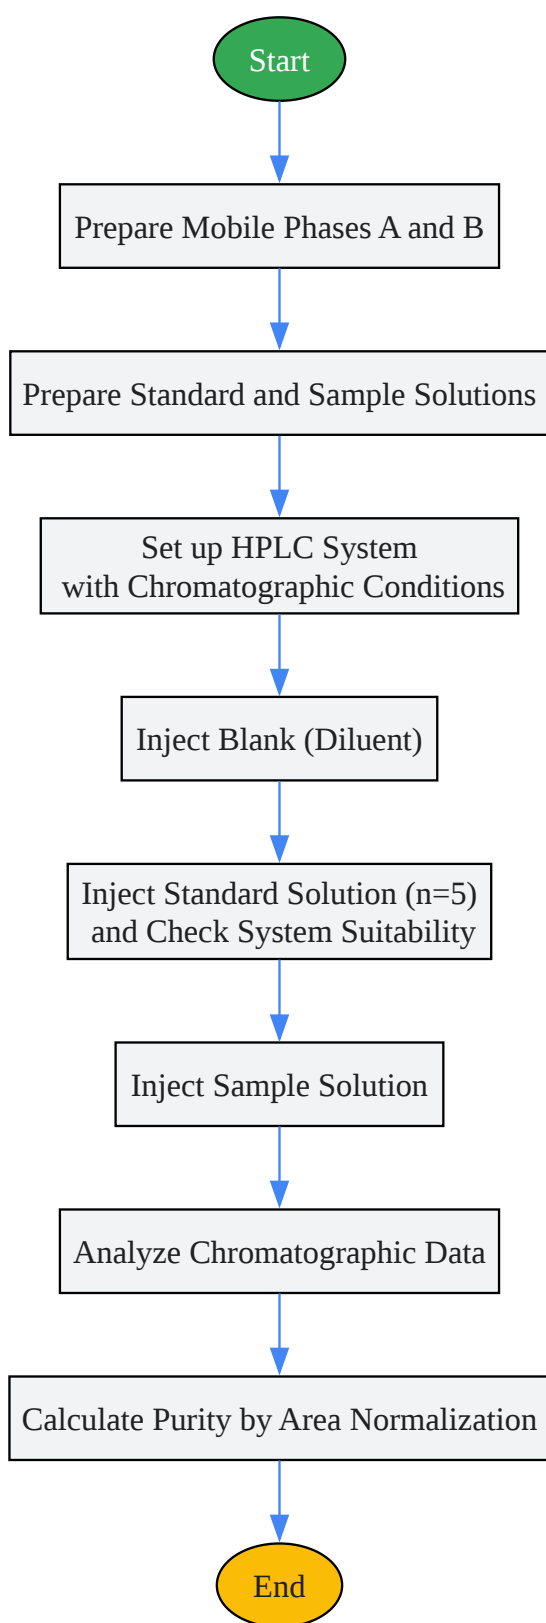 Start
Prepare Mobile Phases A and B
Prepare Standard and Sample Solutions
Set up HPLC System
with Chromatographic Conditions
Inject Blank (Diluent)
Inject Standard Solution (n=5)
and Check System Suitability
Inject Sample Solution
Analyze Chromatographic Data
Calculate Purity by Area Normalization
End